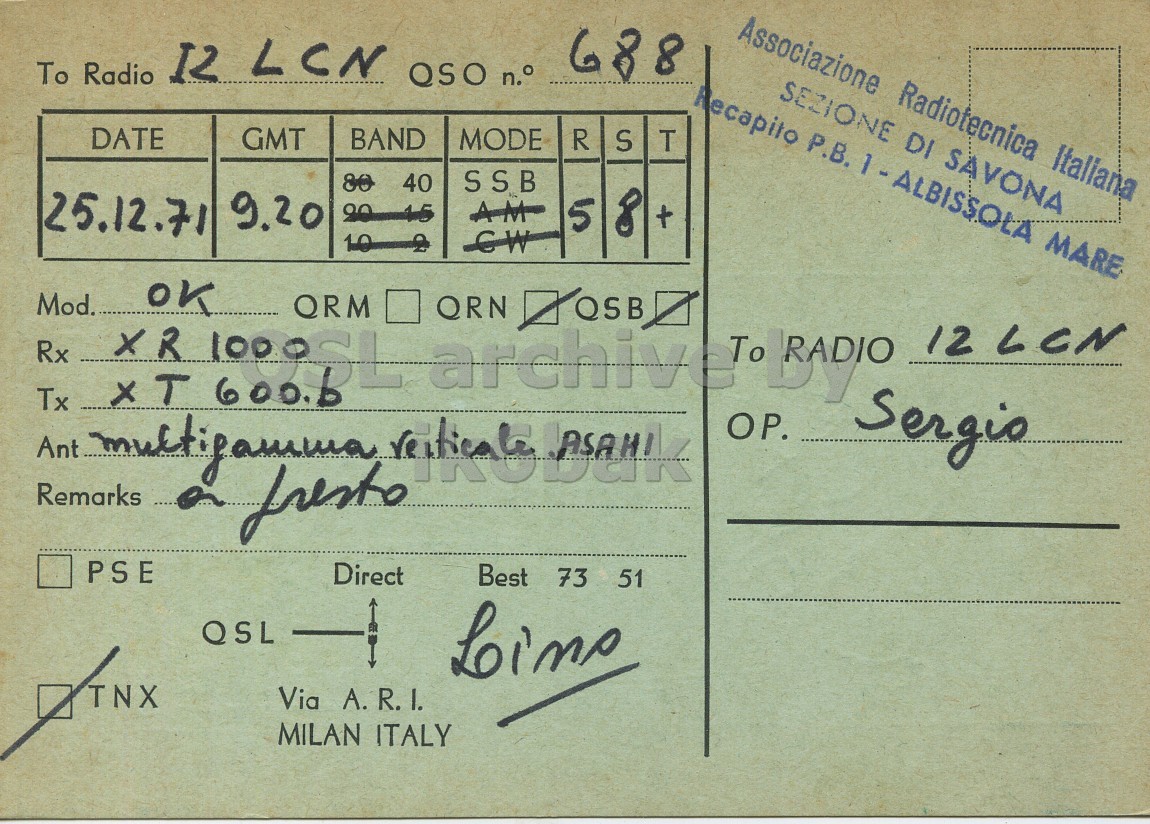 To Radio I2 LCN QSO n.º 688
DATE GMT BAND MODE R S T
25.12.71 9.20 80 40 SSB 5 8 +
20 15 AM
10 2 CW
Mod. OK QRM QRN QSB
Rx XR 1000
Tx XT 600.b
Ant multigamma verticale ASAHI
Remarks a presto
PSE Direct Best 73 51
QSL
Lino
TNX Via A.R.I.
MILAN ITALY
Associazione Radiotecnica Italiana
SEZIONE DI SAVONA
Recapito P.B. 1 - ALBISSOLA MARE
To RADIO I2 LCN
OP. Sergio
QSL archive by
ik6bak